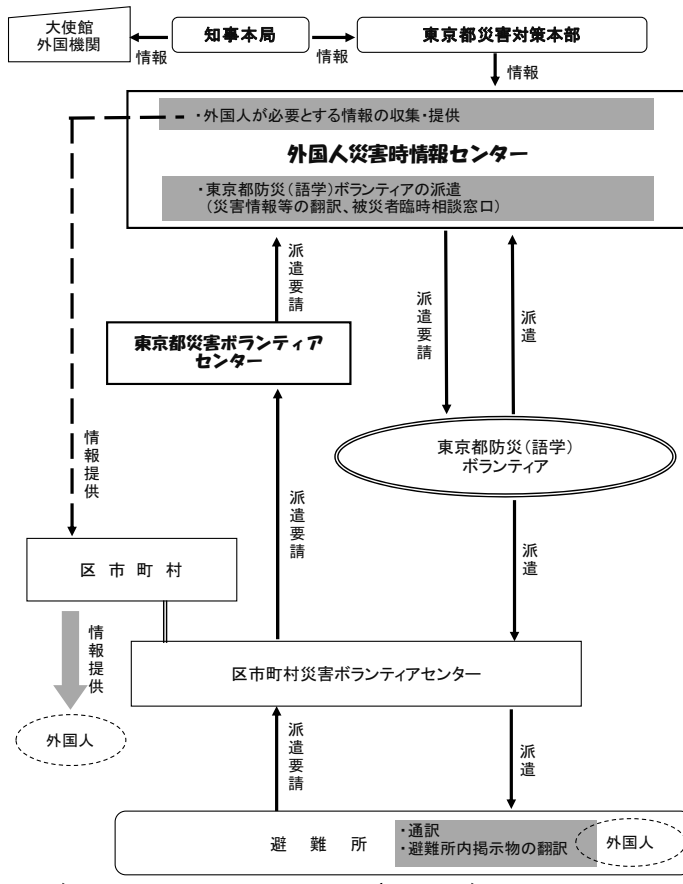 大使館
外国機関
知事本局
東京都災害対策本部
情報
情報
情報
・外国人が必要とする情報の収集・提供
外国人災害時情報センター
・東京都防災(語学)ボランティアの派遣
(災害情報等の翻訳、被災者臨時相談窓口)
派遣要請
派遣要請
派遣
東京都災害ボランティア
センター
情報提供
派遣要請
東京都防災(語学)
ボランティア
派遣
区市町村
情報提供
区市町村災害ボランティアセンター
外国人
派遣要請
派遣
避難所
・通訳
・避難所内掲示物の翻訳
外国人